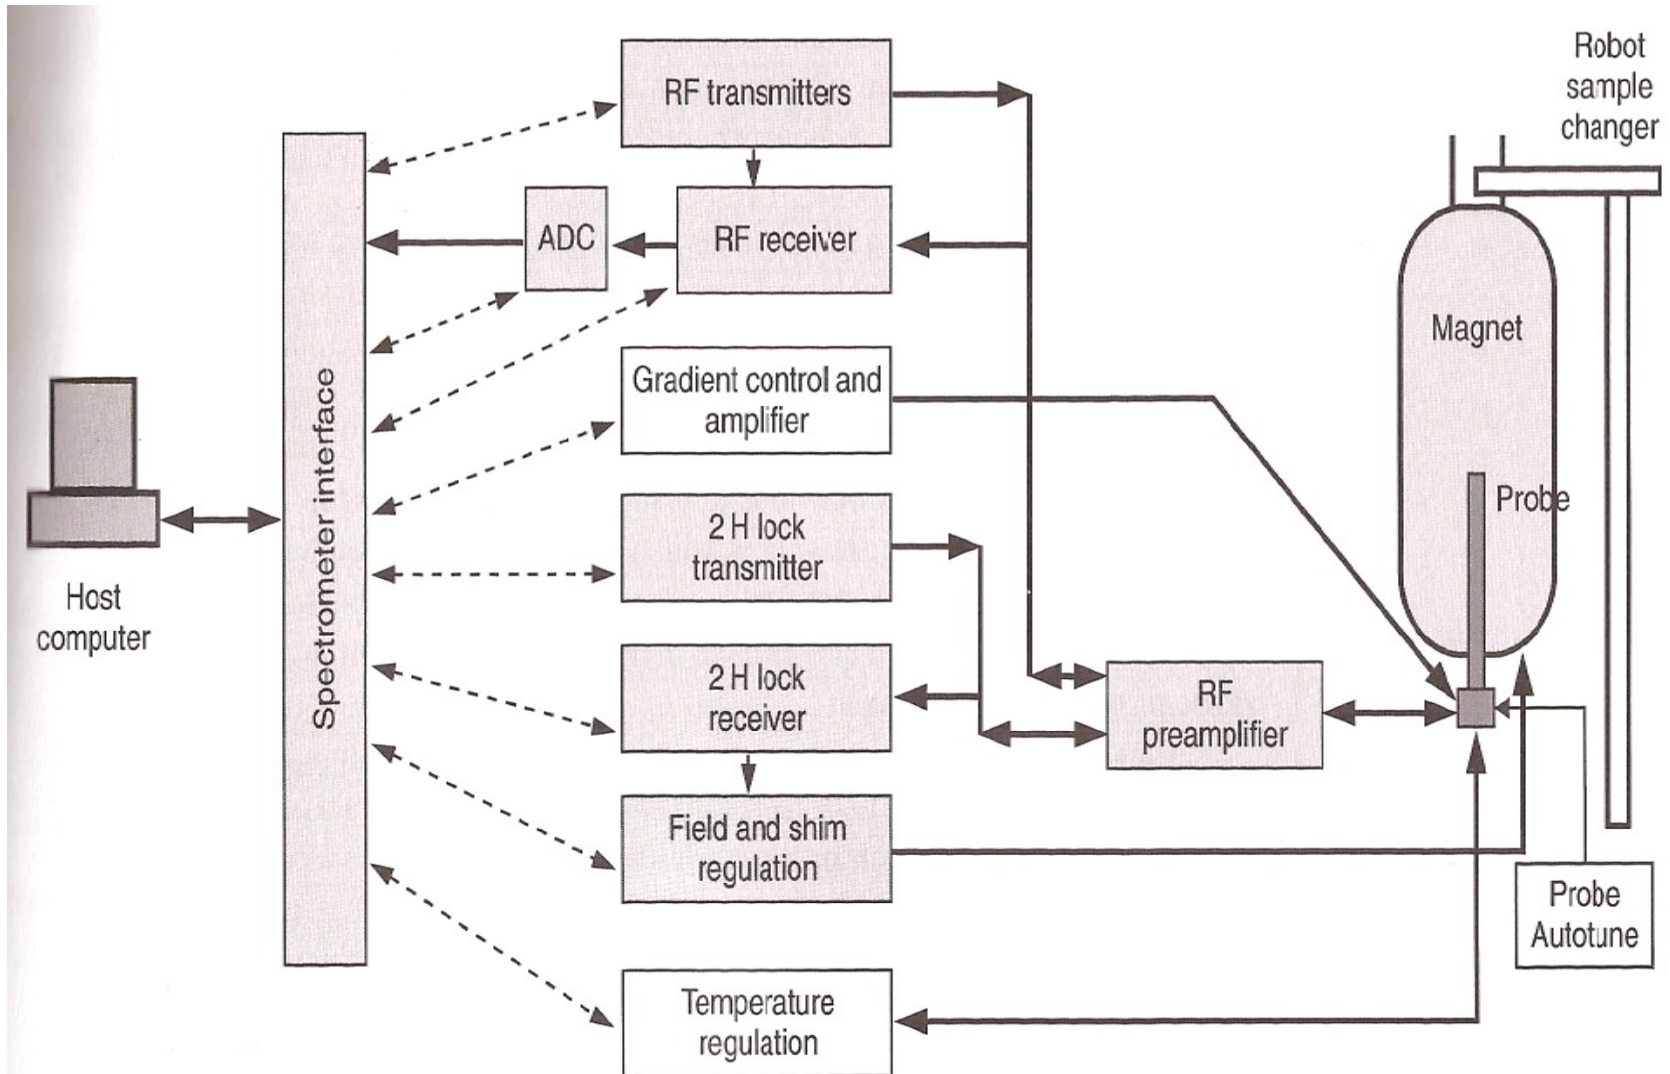 RF transmitters
Robot
sample
changer
ADC
RF receiver
Magnet
Gradient control and
amplifier
Spectrometer interface
Probe
2 H lock
transmitter
Host
computer
2 H lock
receiver
RF
preamplifier
Field and shim
regulation
Probe
Autotune
Temperature
regulation